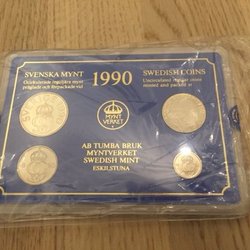 SVENSKA MYNT
Ocirkulerade reguljära mynt
präglade och förpackade vid
1990
SWEDISH COINS
Uncirculated regular coins
minted and packed at
MYNT
VERKET
AB TUMBA BRUK
MYNTVERKET
SWEDISH MINT
ESKILSTUNA